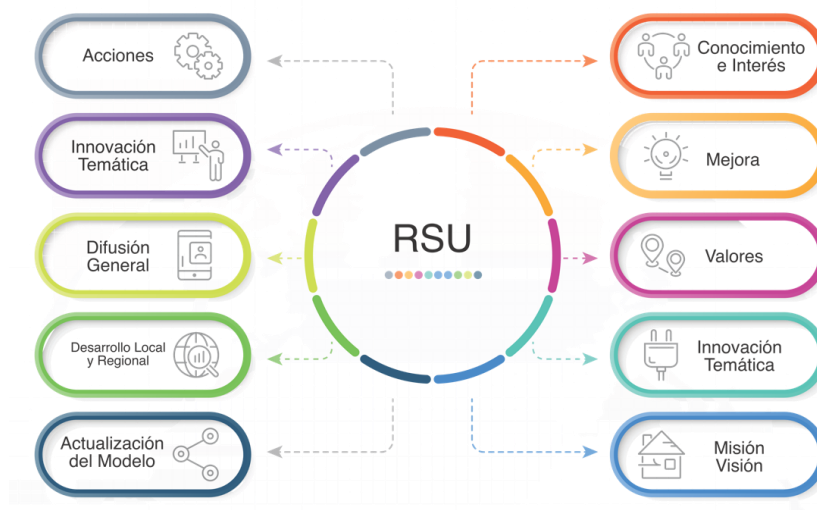 Acciones
Innovación
Temática
Difusión
General
Desarrollo Local
y Regional
Actualización
del Modelo
RSU
Conocimiento
e Interés
Mejora
Valores
Innovación
Temática
Misión
Visión